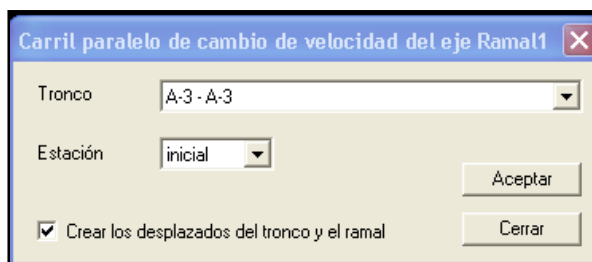 Carril paralelo de cambio de velocidad del eje Ramal1
Tronco A-3 - A-3
Estación inicial
Aceptar
Crear los desplazados del tronco y el ramal Cerrar